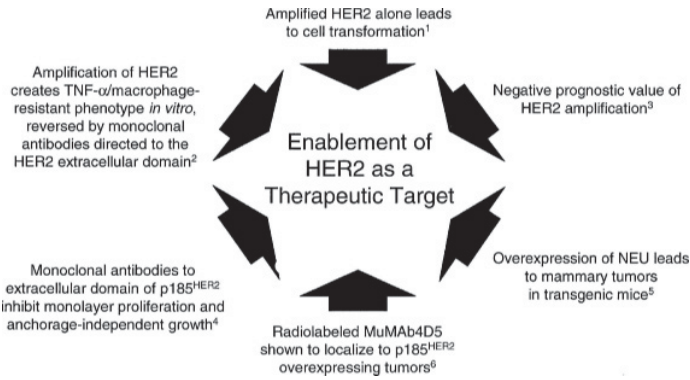 Amplified HER2 alone leads
to cell transformation¹
Amplification of HER2
creates TNF-α/macrophage-
resistant phenotype in vitro,
reversed by monoclonal
antibodies directed to the
HER2 extracellular domain²
Negative prognostic value of
HER2 amplification³
Enablement of
HER2 as a
Therapeutic Target
Monoclonal antibodies to
extracellular domain of p185ᴴᴱᴿ²
inhibit monolayer proliferation and
anchorage-independent growth⁴
Overexpression of NEU leads
to mammary tumors
in transgenic mice⁵
Radiolabeled MuMAb4D5
shown to localize to p185ᴴᴱᴿ²
overexpressing tumors⁶